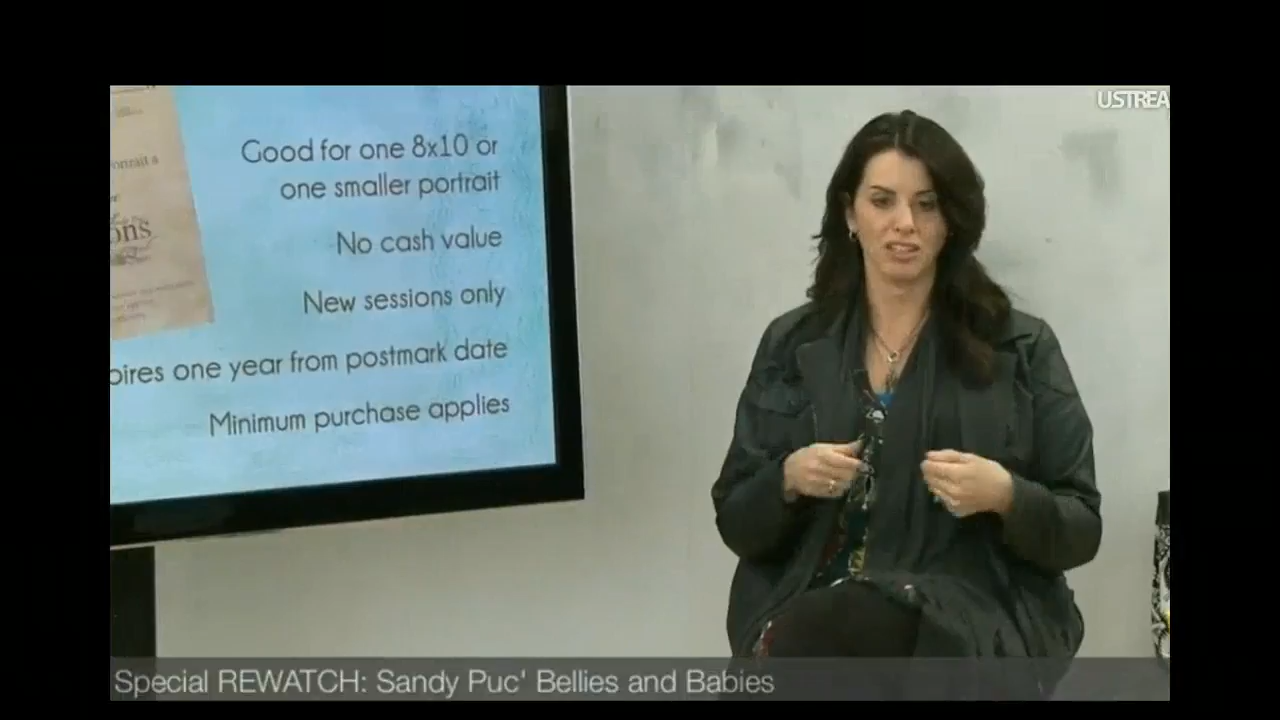 USTREA
ons
Good for one 8x10 or
one smaller portrait
No cash value
New sessions only
pires one year from postmark date
Minimum purchase applies
Special REWATCH: Sandy Puc' Bellies and Babies